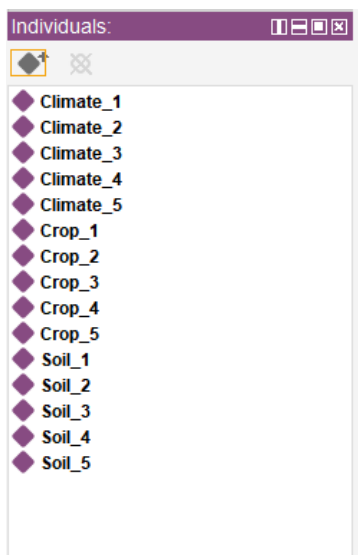 Individuals:
Climate_1
Climate_2
Climate_3
Climate_4
Climate_5
Crop_1
Crop_2
Crop_3
Crop_4
Crop_5
Soil_1
Soil_2
Soil_3
Soil_4
Soil_5